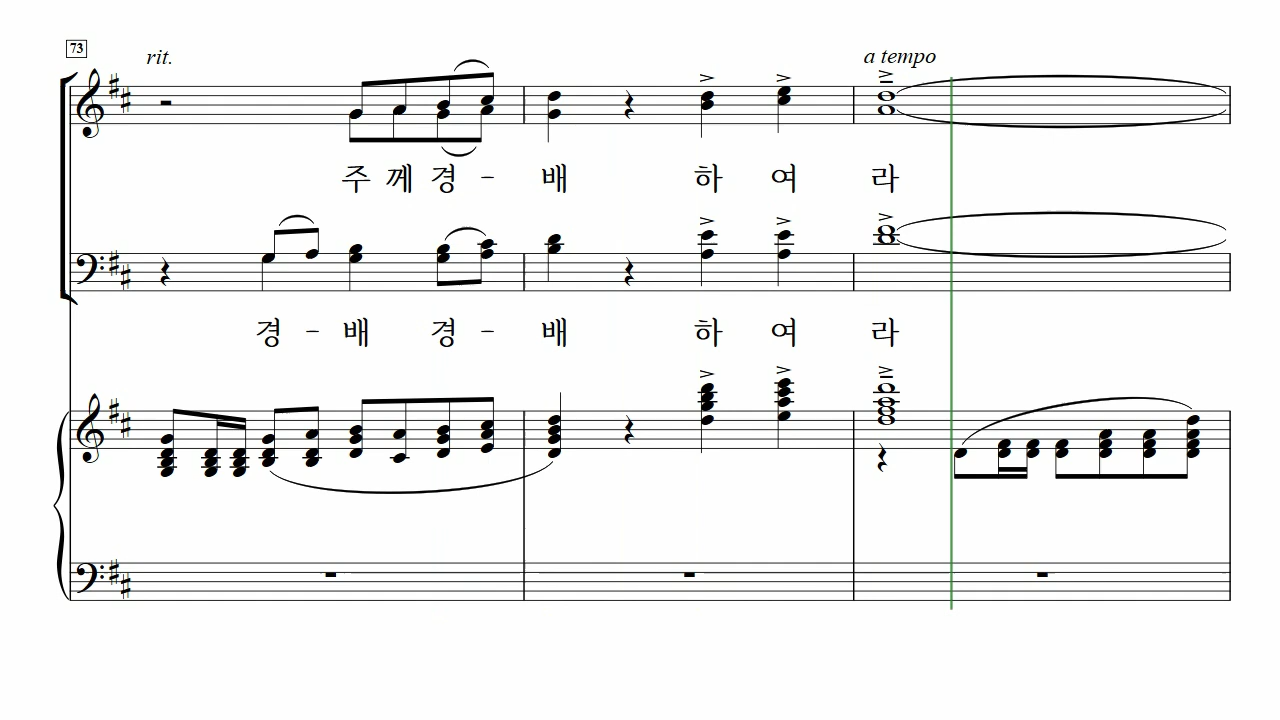 73
rit. a tempo
주 께 경 - 배 하 여 라
경 - 배 경 - 배 하 여 라